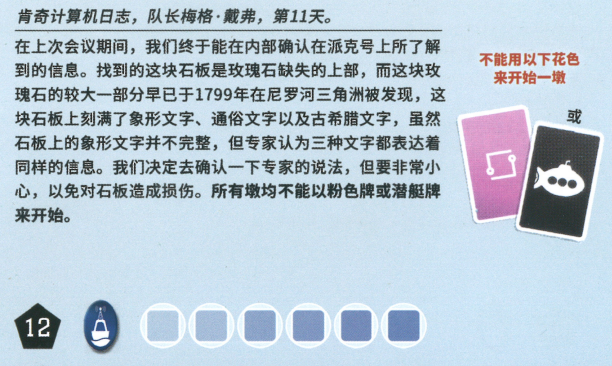 肯奇计算机日志，队长梅格·戴弗，第11天。
在上次会议期间，我们终于能在内部确认在派克号上所了解
到的信息。找到的这块石板是玫瑰石缺失的上部，而这块玫
瑰石的较大一部分早已于1799年在尼罗河三角洲被发现，这
块石板上刻满了象形文字、通俗文字以及古希腊文字，虽然
石板上的象形文字并不完整，但专家认为三种文字都表达着
同样的信息。我们决定去确认一下专家的说法，但要非常小
心，以免对石板造成损伤。所有墩均不能以粉色牌或潜艇牌
来开始。
不能用以下花色
来开始一墩
或
12